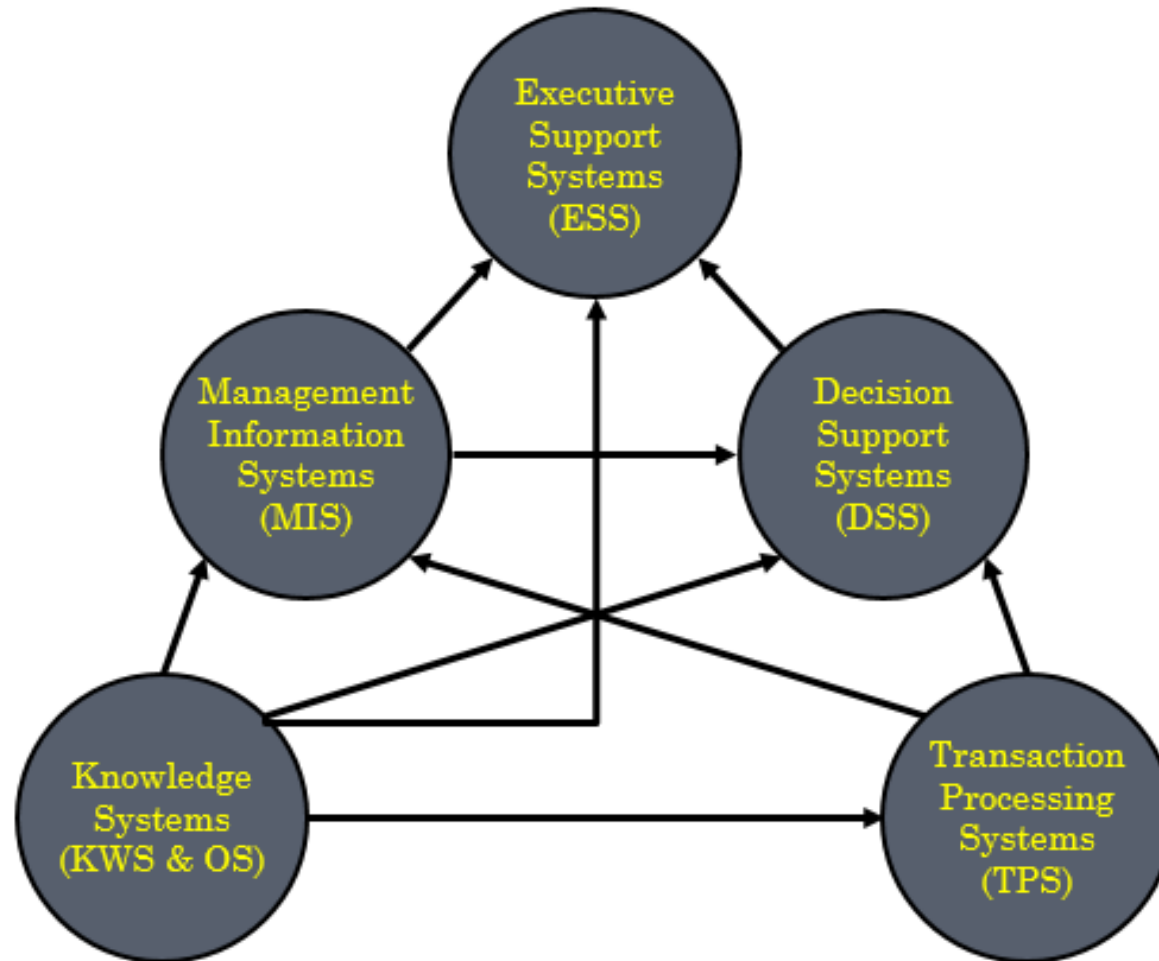 Executive
Support
Systems
(ESS)
Management
Information
Systems
(MIS)
Decision
Support
Systems
(DSS)
Knowledge
Systems
(KWS & OS)
Transaction
Processing
Systems
(TPS)